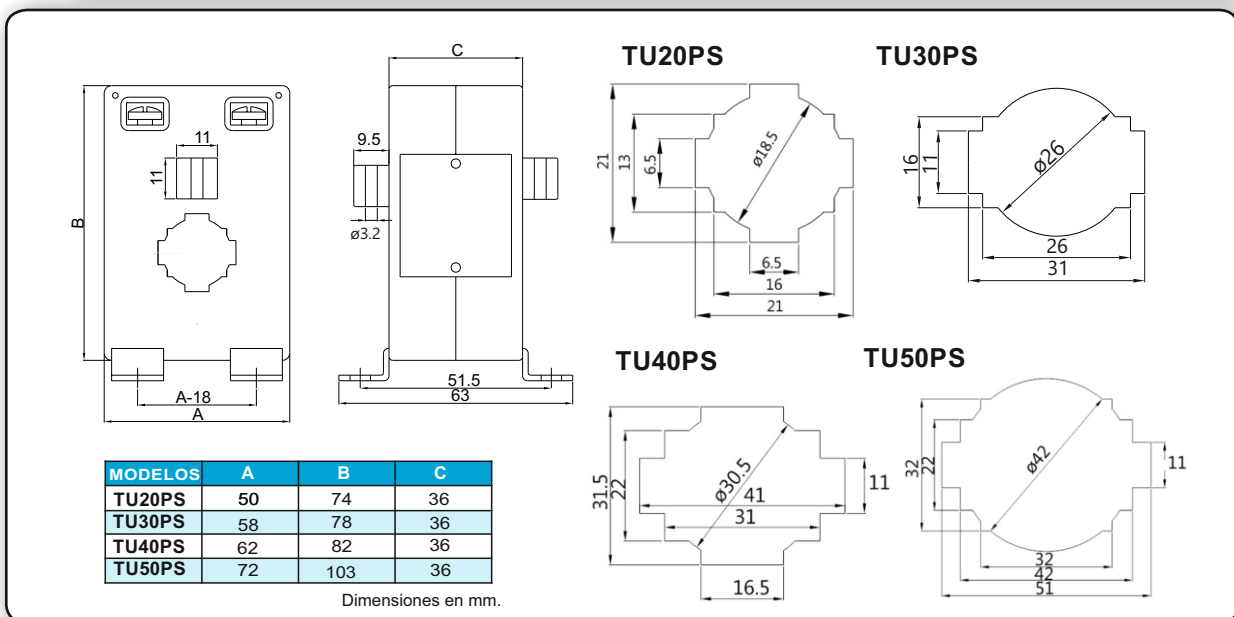 11
11
B
A-18
A
C
9.5
ø3.2
51.5
63
TU20PS
21
13
6.5
ø18.5
6.5
16
21
TU30PS
16
11
ø26
26
31
TU40PS
31.5
22
ø30.5
41
31
11
16.5
TU50PS
32
22
ø42
11
32
42
51
MODELOS A B C
TU20PS 50 74 36
TU30PS 58 78 36
TU40PS 62 82 36
TU50PS 72 103 36
Dimensiones en mm.